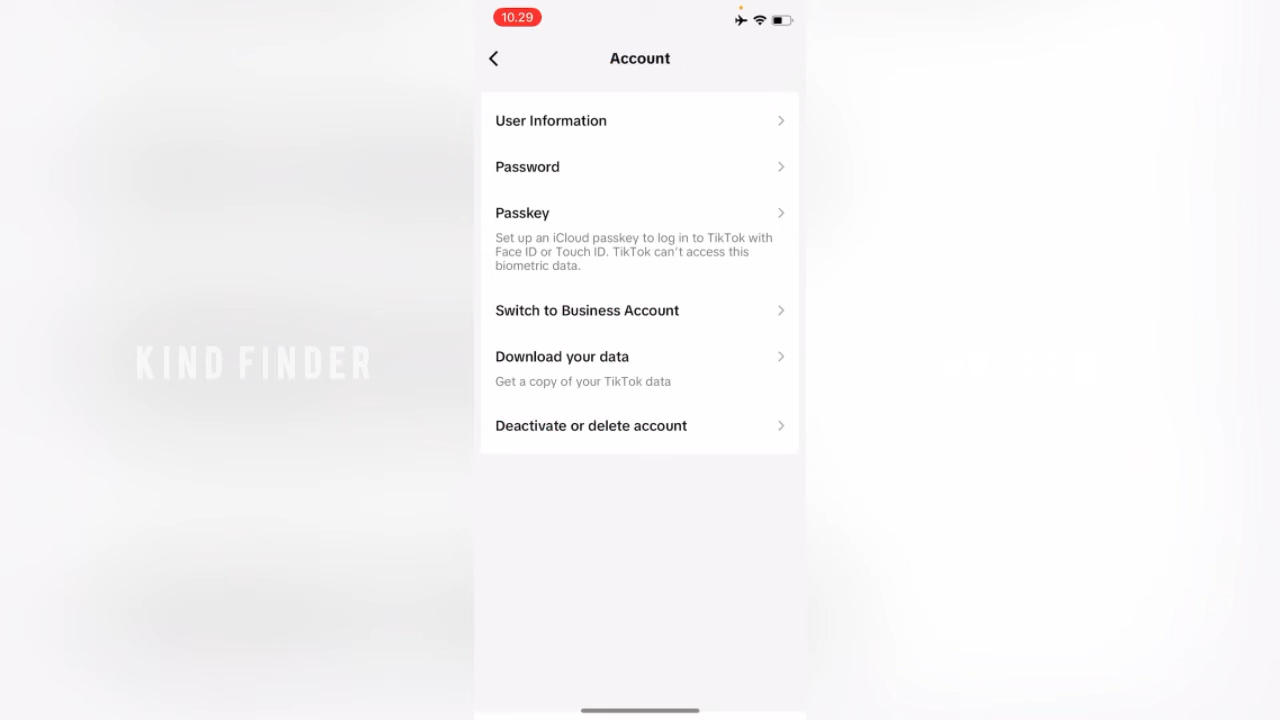 10.29
Account
User Information
Password
Passkey
Set up an iCloud passkey to log in to TikTok with
Face ID or Touch ID. TikTok can't access this
biometric data.
Switch to Business Account
Download your data
Get a copy of your TikTok data
Deactivate or delete account
KIND FINDER